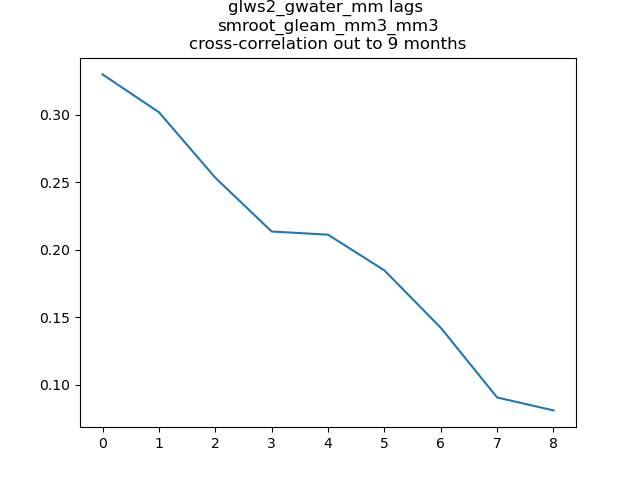 glws2_gwater_mm lags
smroot_gleam_mm3_mm3
cross-correlation out to 9 months
0.30
0.25
0.20
0.15
0.10
0 1 2 3 4 5 6 7 8